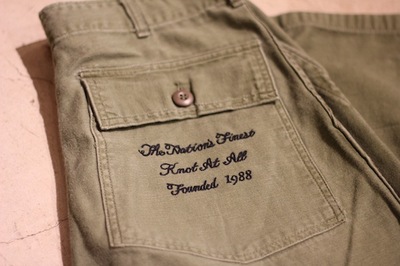 The Nation's Finest
Knot At All
Founded 1988